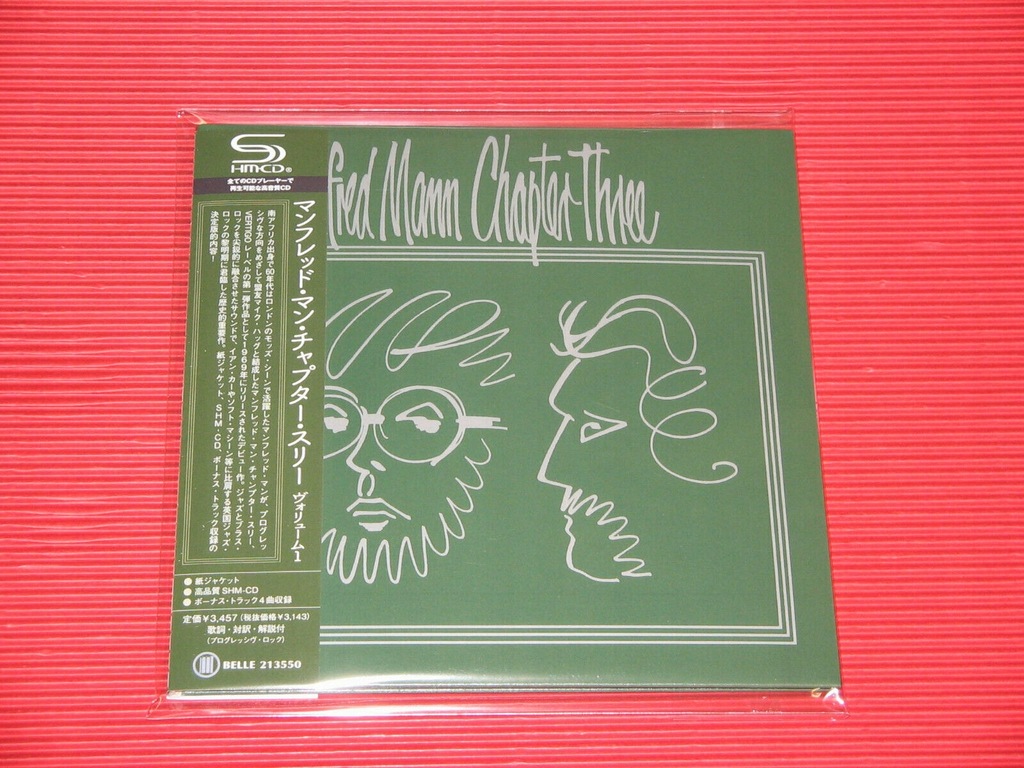 HM-CD®
全てのCDプレーヤーで
再生可能な高音質CD
マンフレッド・マン・チャプター・スリー ヴォリューム1
南アフリカ出身で60年代はロンドンのモッズ・シーンで活躍したマンフレッド・マンが、プログレッ
シヴな方向をめざして盟友マイク・ハッグと結成したマンフレッド・マン・チャプター・スリー、
VERTIGOレーベルの第一弾作品として1969年にリリースされたデビュー作。ジャズとブラス・
ロックを尖鋭的に融合させたサウンドで、イアン・カーやソフト・マシーン等に比肩する英国ジャズ・
ロックの黎明期に君臨した歴史的重要作。紙ジャケット、SHM-CD、ボーナス・トラック収録の
決定版的内容！
●紙ジャケット
●高品質SHM-CD
●ボーナス・トラック4曲収録
定価¥3,457(税抜価格¥3,143)
歌詞・対訳・解説付
(プログレッシヴ・ロック)
BELLE 213550
fred Mann Chapter Three